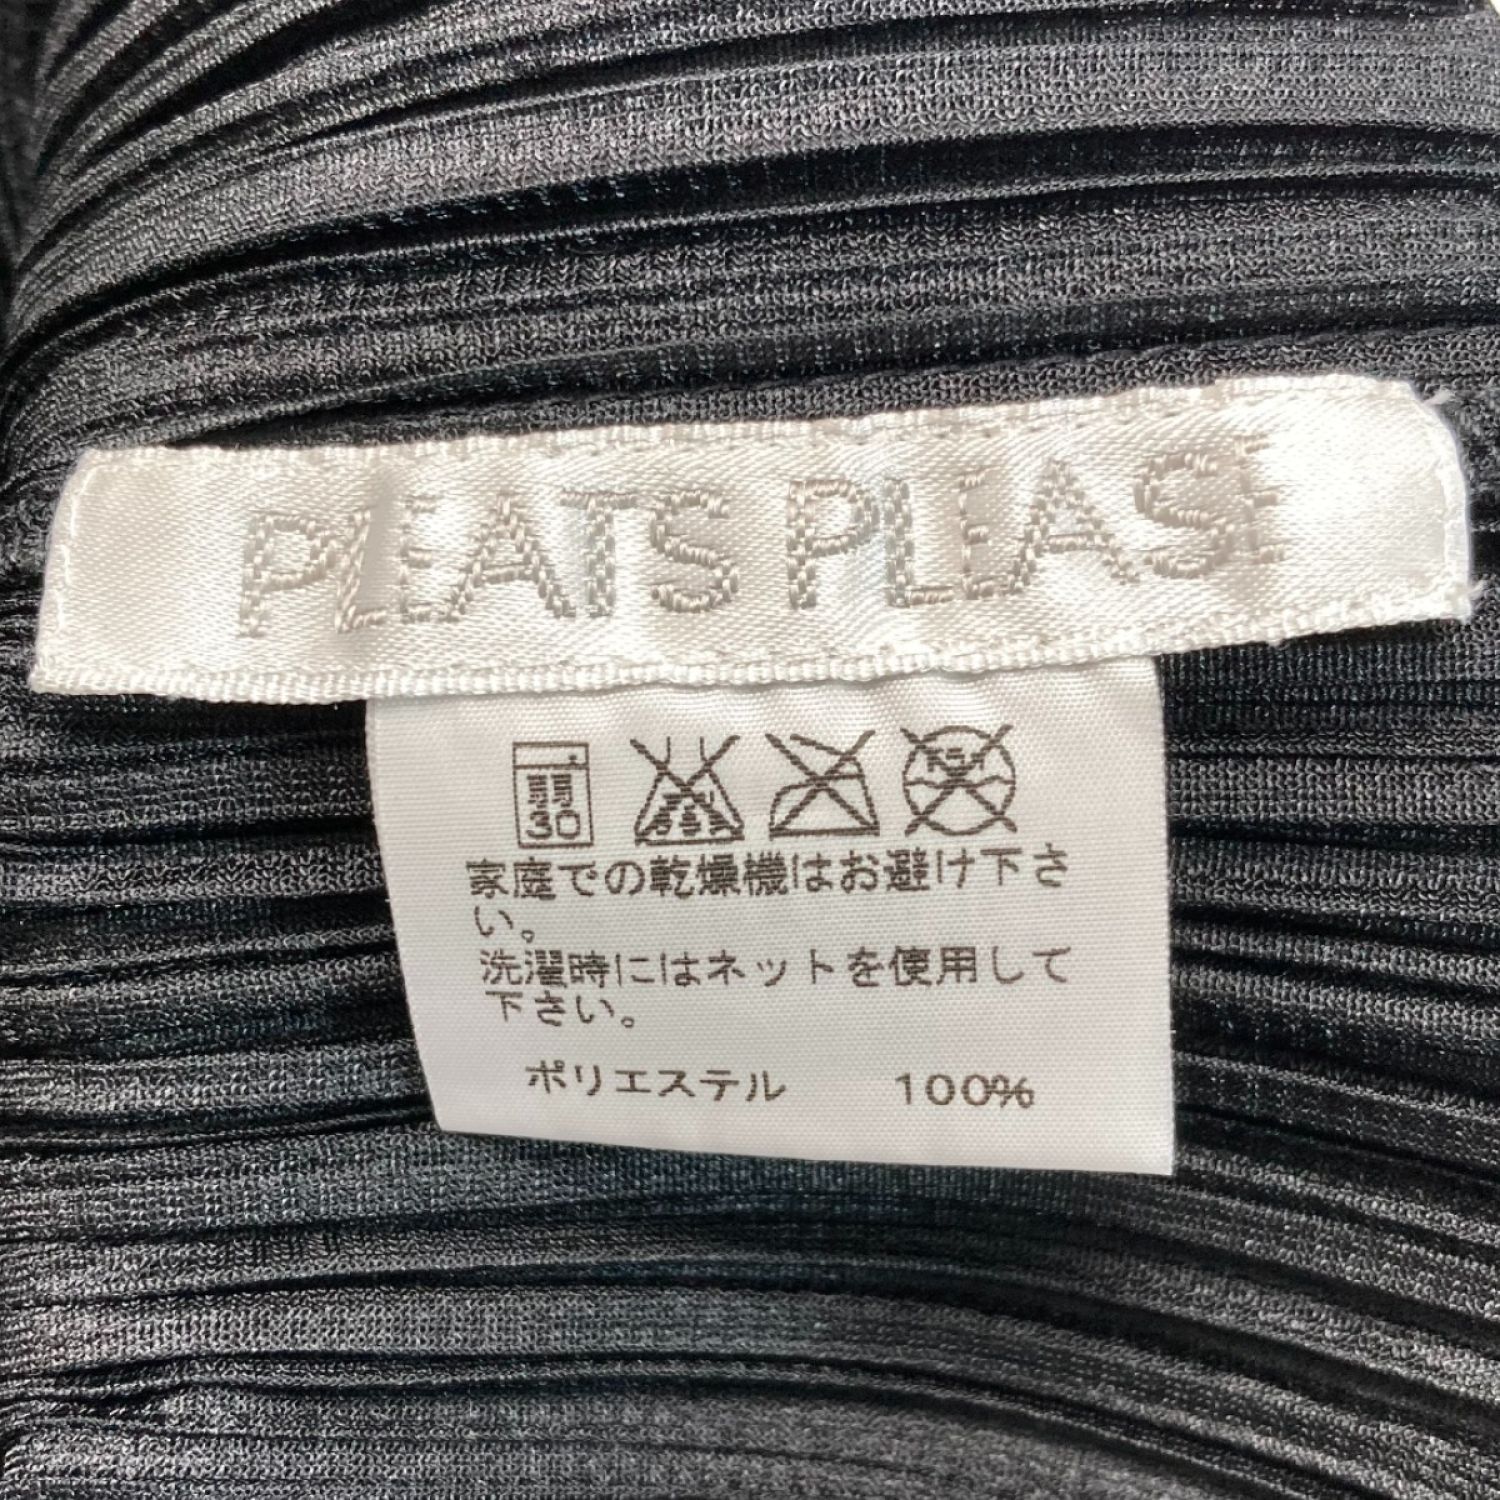 PLEATS PLEASE
30
家庭での乾燥機はお避け下さ
い。
洗濯時にはネットを使用して
下さい。
ポリエステル 100%